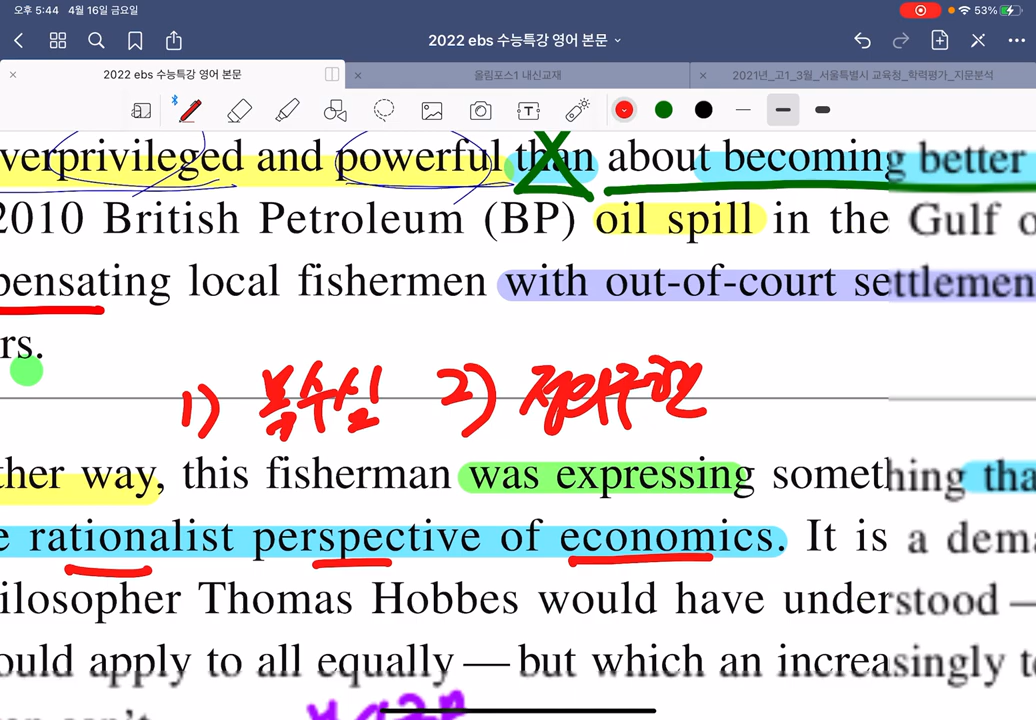 오후 5:44 4월 16일 금요일 53%
2022 ebs 수능특강 영어 본문
2022 ebs 수능특강 영어 본문 올림포스1 내신교재 2021년_고1_3월_서울특별시 교육청_학력평가_지문분석
verprivileged and powerful than about becoming better
2010 British Petroleum (BP) oil spill in the Gulf o
pensating local fishermen with out-of-court settlemen
rs.
1) 복수심 2) 정의구현
ther way, this fisherman was expressing something tha
e rationalist perspective of economics. It is a dema
ilosopher Thomas Hobbes would have understood —
ould apply to all equally — but which an increasingly t